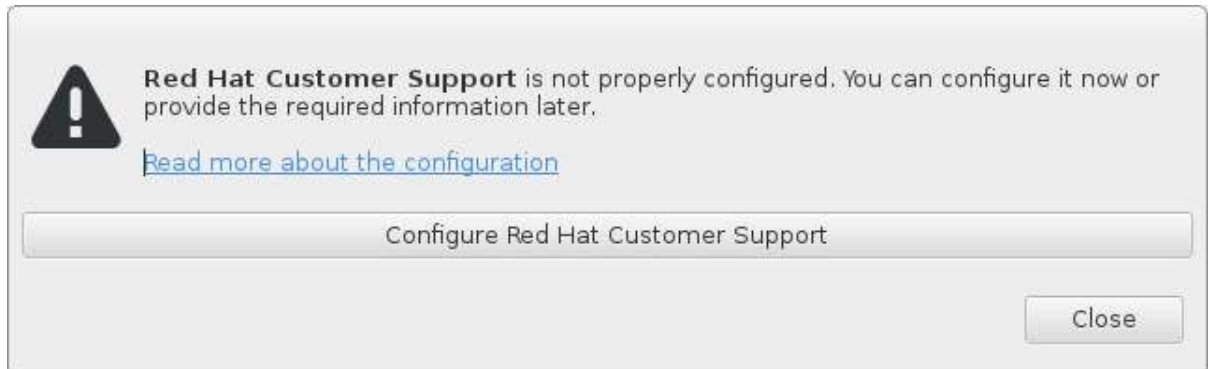 Red Hat Customer Support is not properly configured. You can configure it now or
provide the required information later.
Read more about the configuration
Configure Red Hat Customer Support
Close